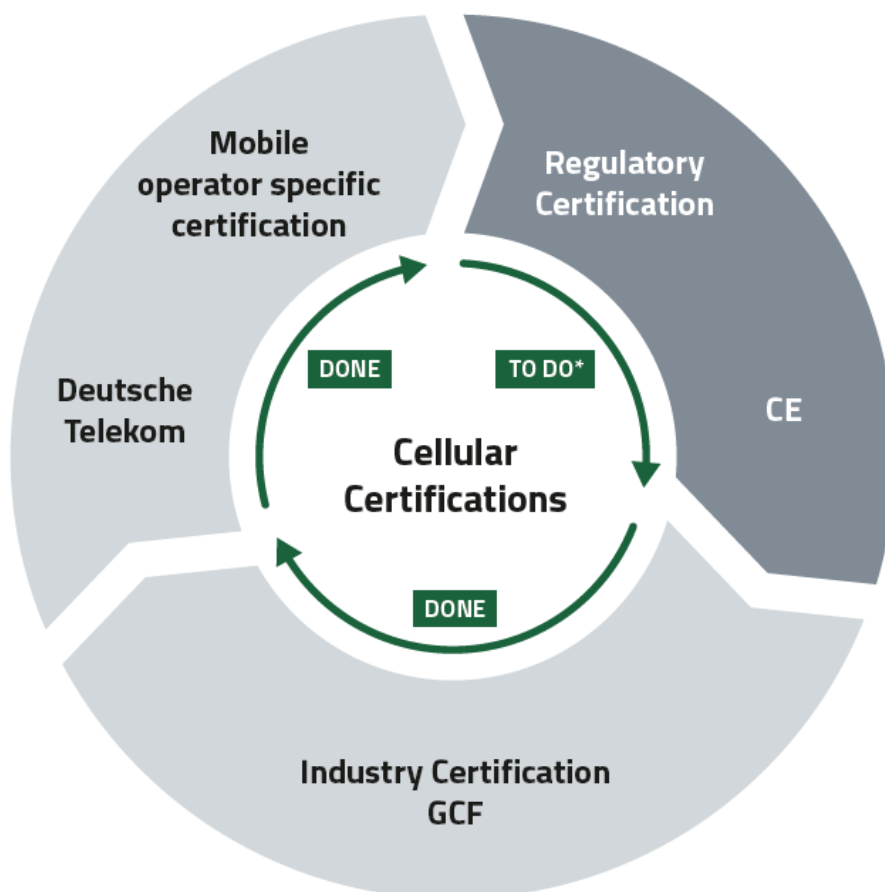 Mobile
operator specific
certification
Regulatory
Certification
DONE
TO DO*
Deutsche
Telekom
CE
Cellular
Certifications
DONE
Industry Certification
GCF